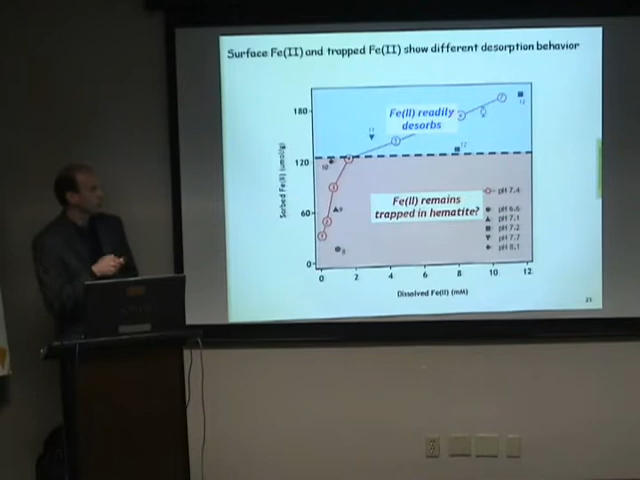 Surface Fe(II) and trapped Fe(II) show different desorption behavior
180
120
60
0
Sorbed Fe(II) (umol/g)
Fe(II) readily
desorbs
Fe(II) remains
trapped in hematite?
pH 7.4
pH 6.6
pH 7.1
pH 7.2
pH 7.7
pH 8.1
0 2 4 6 8 10 12
Dissolved Fe(II) (mM)